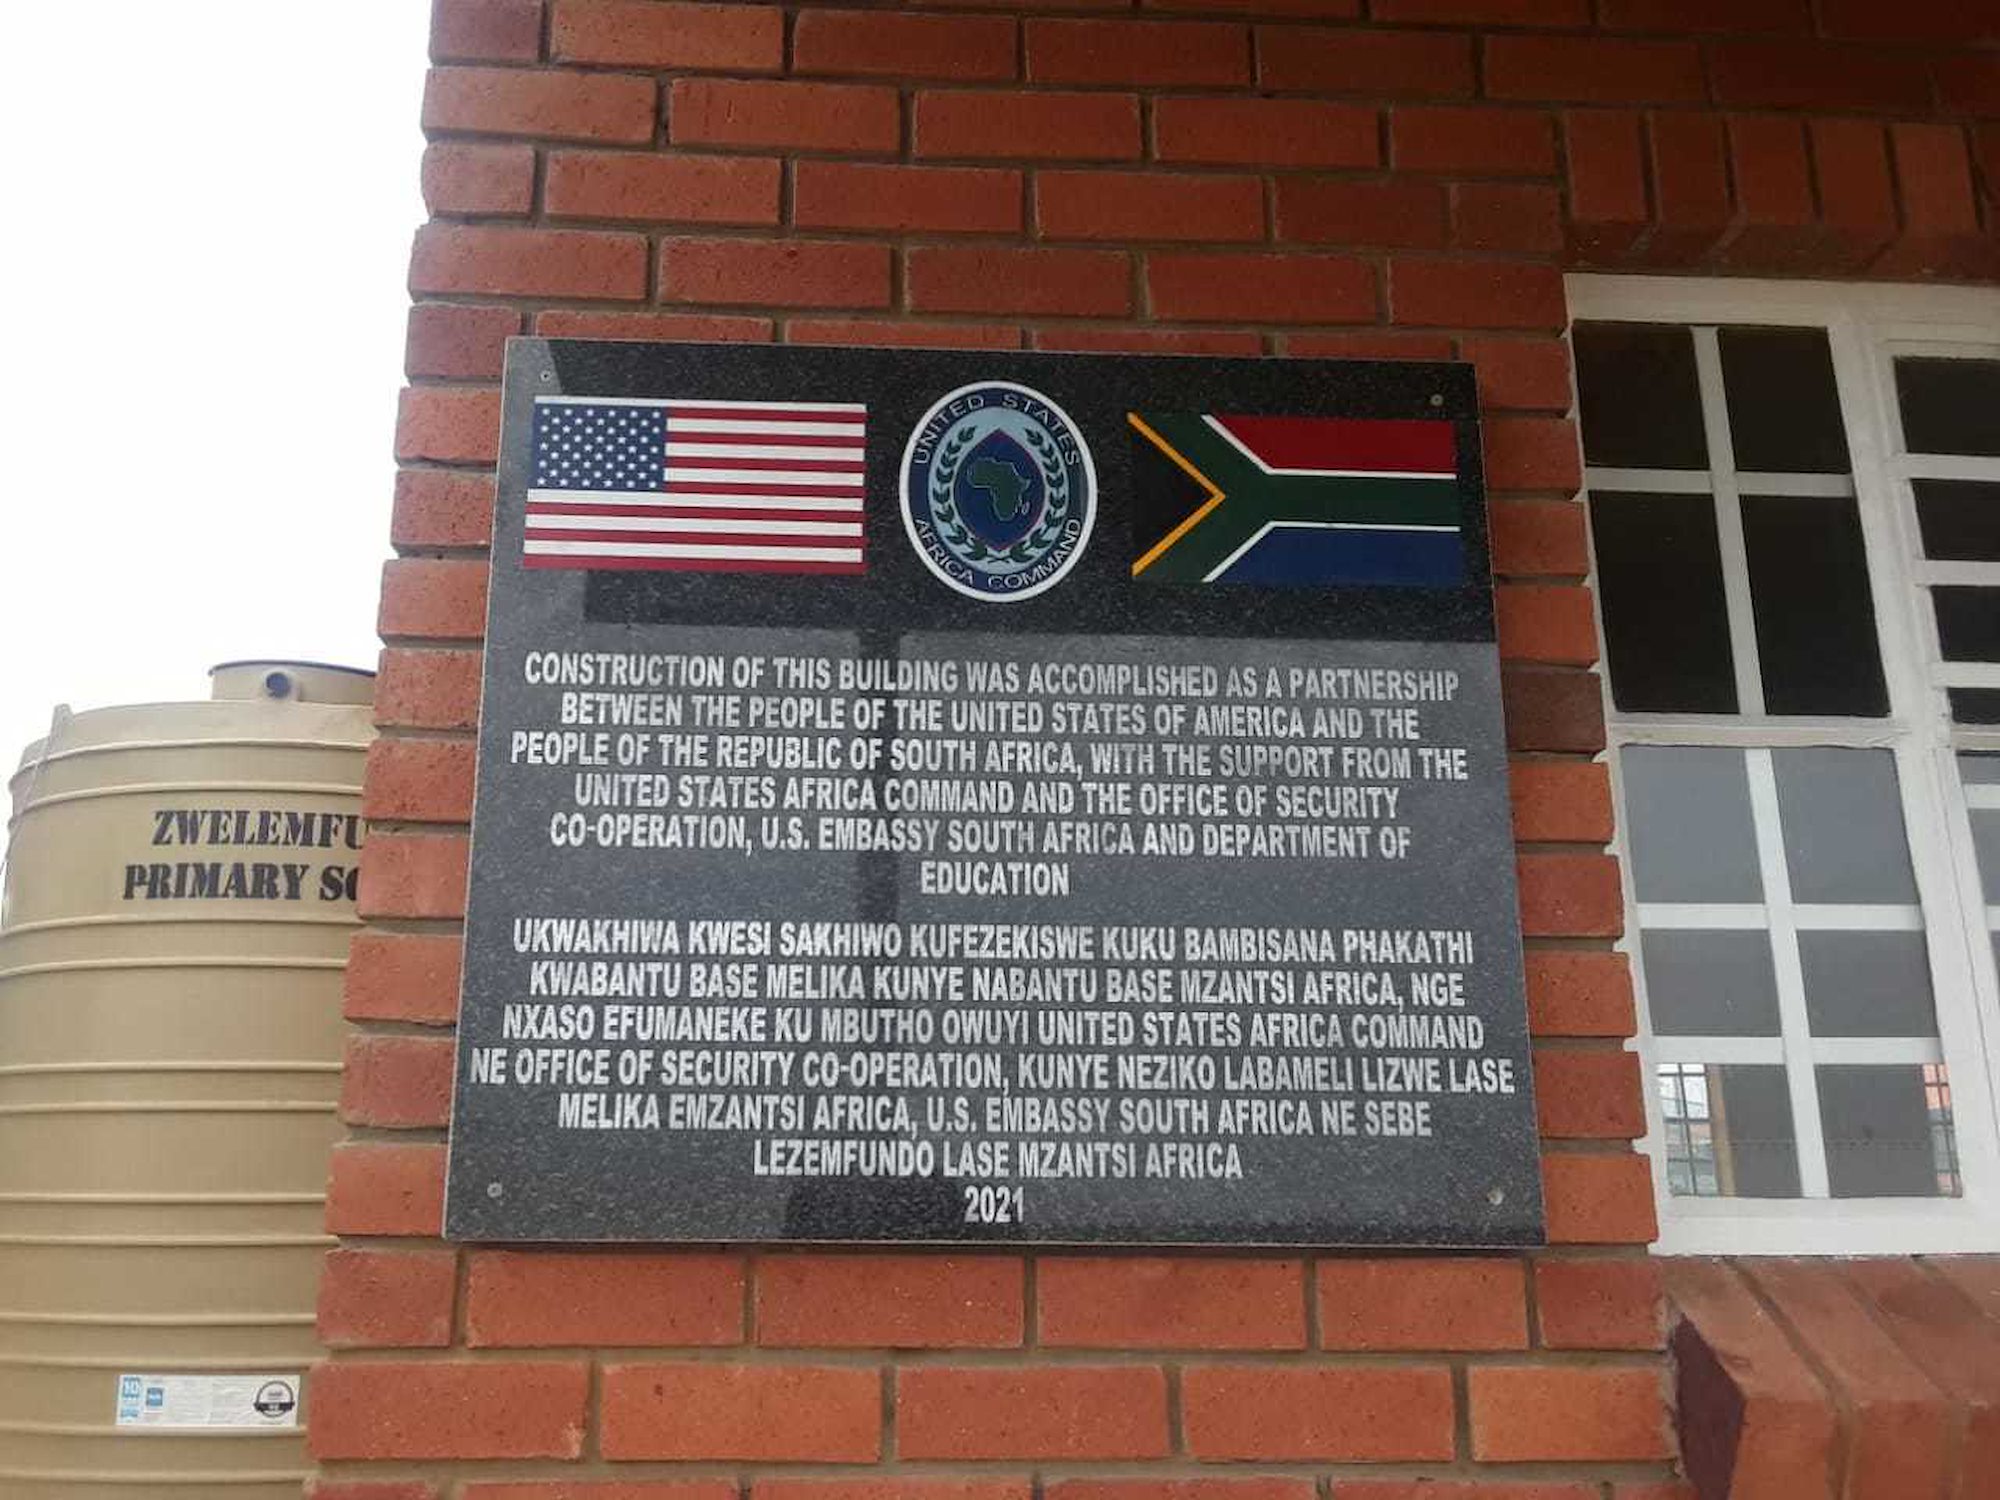 UNITED STATES
AFRICA COMMAND
CONSTRUCTION OF THIS BUILDING WAS ACCOMPLISHED AS A PARTNERSHIP
BETWEEN THE PEOPLE OF THE UNITED STATES OF AMERICA AND THE
PEOPLE OF THE REPUBLIC OF SOUTH AFRICA, WITH THE SUPPORT FROM THE
UNITED STATES AFRICA COMMAND AND THE OFFICE OF SECURITY
CO-OPERATION, U.S. EMBASSY SOUTH AFRICA AND DEPARTMENT OF
EDUCATION
UKWAKHIWA KWESI SAKHIWO KUFEZEKISWE KUKU BAMBISANA PHAKATHI
KWABANTU BASE MELIKA KUNYE NABANTU BASE MZANTSI AFRICA, NGE
NXASO EFUMANEKE KU MBUTHO OWUYI UNITED STATES AFRICA COMMAND
NE OFFICE OF SECURITY CO-OPERATION, KUNYE NEZIKO LABAMELI LIZWE LASE
MELIKA EMZANTSI AFRICA, U.S. EMBASSY SOUTH AFRICA NE SEBE
LEZEMFUNDO LASE MZANTSI AFRICA
2021
ZWELEMFU
PRIMARY SC